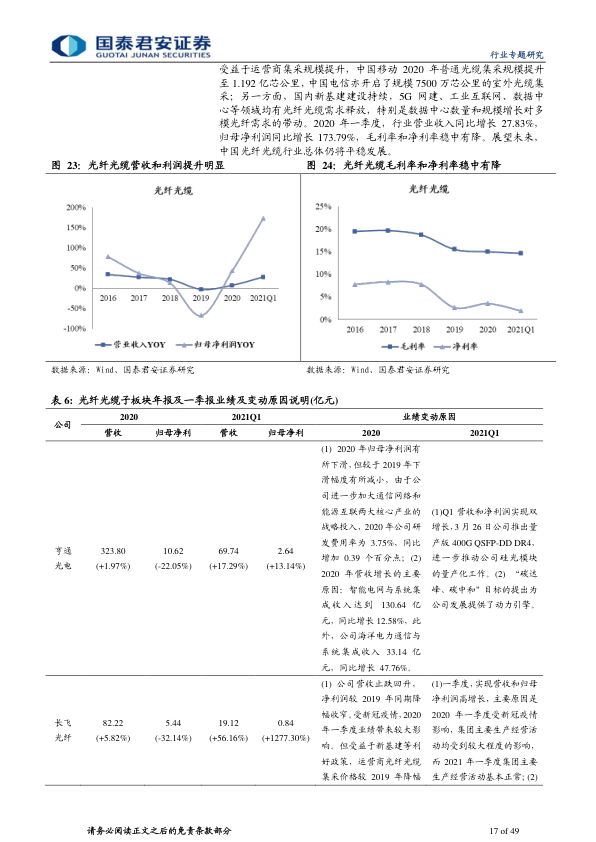 国泰君安证券
GUOTAI JUNAN SECURITIES
行业专题研究
受益于运营商集采规模提升，中国移动 2020 年普通光缆集采规模提升
至 1.192 亿芯公里，中国电信亦开启了规模 7500 万芯公里的室外光缆集
采；另一方面，国内新基建建设持续，5G 网建、工业互联网、数据中
心等领域均有光纤光缆需求释放，特别是数据中心数量和规模增长对多
模光纤需求的带动。2020 年一季度，行业营业收入同比增长 27.83%，
归母净利润同比增长 173.79%，毛利率和净利率稳中有降。展望未来，
中国光纤光缆行业总体仍将平稳发展。
图 23：光纤光缆营收和利润提升明显
光纤光缆
200%
150%
100%
50%
0%
-50%
-100%
2016 2017 2018 2019 2020 2021Q1
营业收入YOY 归母净利润YOY
数据来源：Wind、国泰君安证券研究
图 24：光纤光缆毛利率和净利率稳中有降
光纤光缆
25%
20%
15%
10%
5%
0%
2016 2017 2018 2019 2020 2021Q1
毛利率 净利率
数据来源：Wind、国泰君安证券研究
表 6：光纤光缆子板块年报及一季报业绩及变动原因说明(亿元)
公司 2020 2021Q1 业绩变动原因
营收 归母净利 营收 归母净利 2020 2021Q1
亨通
光电
323.80
(+1.97%)
10.62
(-22.05%)
69.74
(+17.29%)
2.64
(+13.14%)
(1) 2020 年归母净利润有
所下滑，但较于 2019 年下
滑幅度有所减小，由于公
司进一步加大通信网络和
能源互联两大核心产业的
战略投入，2020 年公司研
发费用率为 3.75%，同比
增加 0.39 个百分点；(2)
2020 年营收增长的主要
原因：智能电网与系统集
成收入达到 130.64 亿
元，同比增长 12.58%，此
外，公司海洋电力通信与
系统集成收入 33.14 亿
元，同比增长 47.76%。
(1)Q1 营收和净利润实现双
增长，3 月 26 日公司推出量
产版 400G QSFP-DD DR4，
进一步推动公司硅光模块
的量产化工作。(2) “碳达
峰、碳中和”目标的提出为
公司发展提供了动力引擎。
长飞
光纤
82.22
(+5.82%)
5.44
(-32.14%)
19.12
(+56.16%)
0.84
(+1277.30%)
(1) 公司营收止跌回升，
净利润较 2019 年同期降
幅收窄。受新冠疫情，2020
年一季度业绩带来较大影
响。但受益于新基建等利
好政策，运营商光纤光缆
集采价格较 2019 年降幅
(1)一季度，实现营收和归母
净利润高增长，主要原因是
2020 年一季度受新冠疫情
影响，集团主要生产经营活
动均受到较大程度的影响，
而 2021 年一季度集团主要
生产经营活动基本正常；(2)
请务必阅读正文之后的免责条款部分
17 of 49